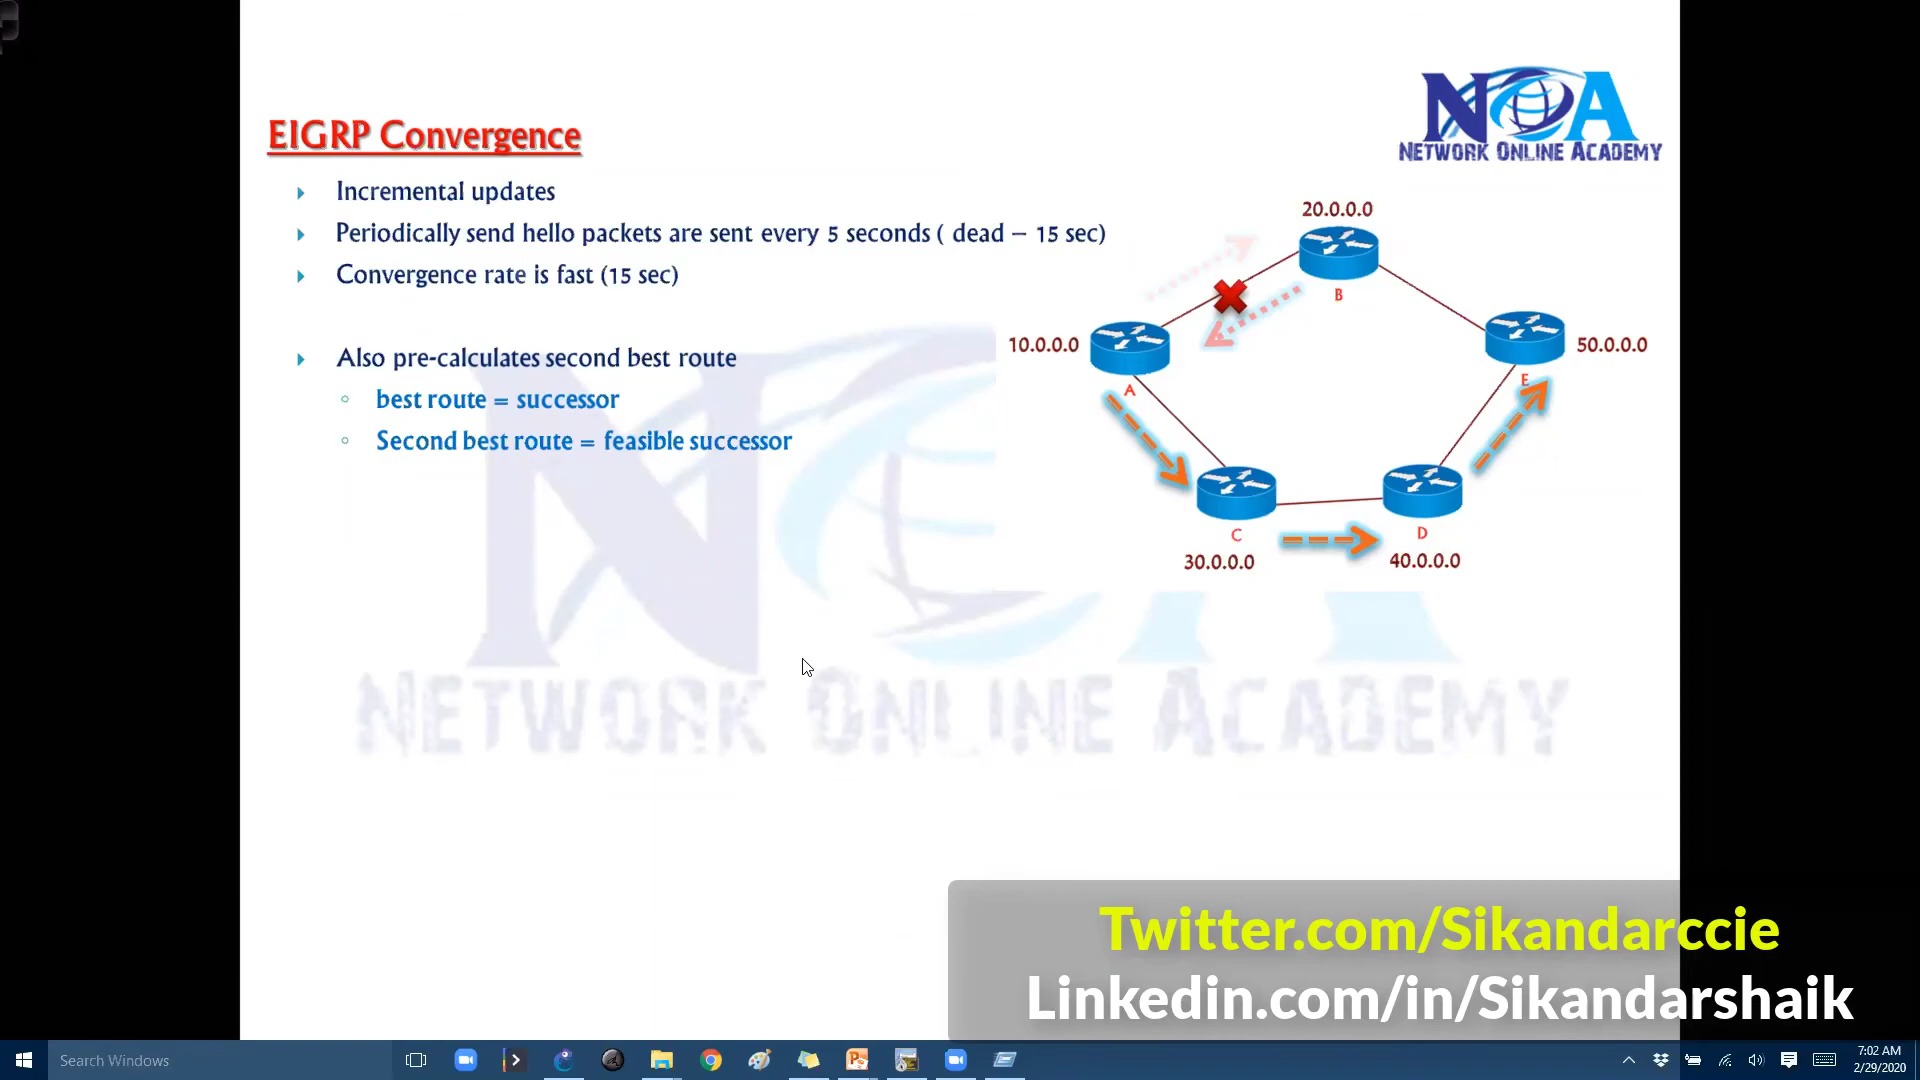 NOA
NETWORK ONLINE ACADEMY
EIGRP Convergence
Incremental updates
Periodically send hello packets are sent every 5 seconds ( dead – 15 sec)
Convergence rate is fast (15 sec)
Also pre-calculates second best route
best route = successor
Second best route = feasible successor
20.0.0.0
B
10.0.0.0
A
50.0.0.0
E
C
30.0.0.0
D
40.0.0.0
N A
NETWORK ONLINE ACADEMY
Twitter.com/Sikandarccie
Linkedin.com/in/Sikandarshaik
Search Windows
7:02 AM
2/29/2020